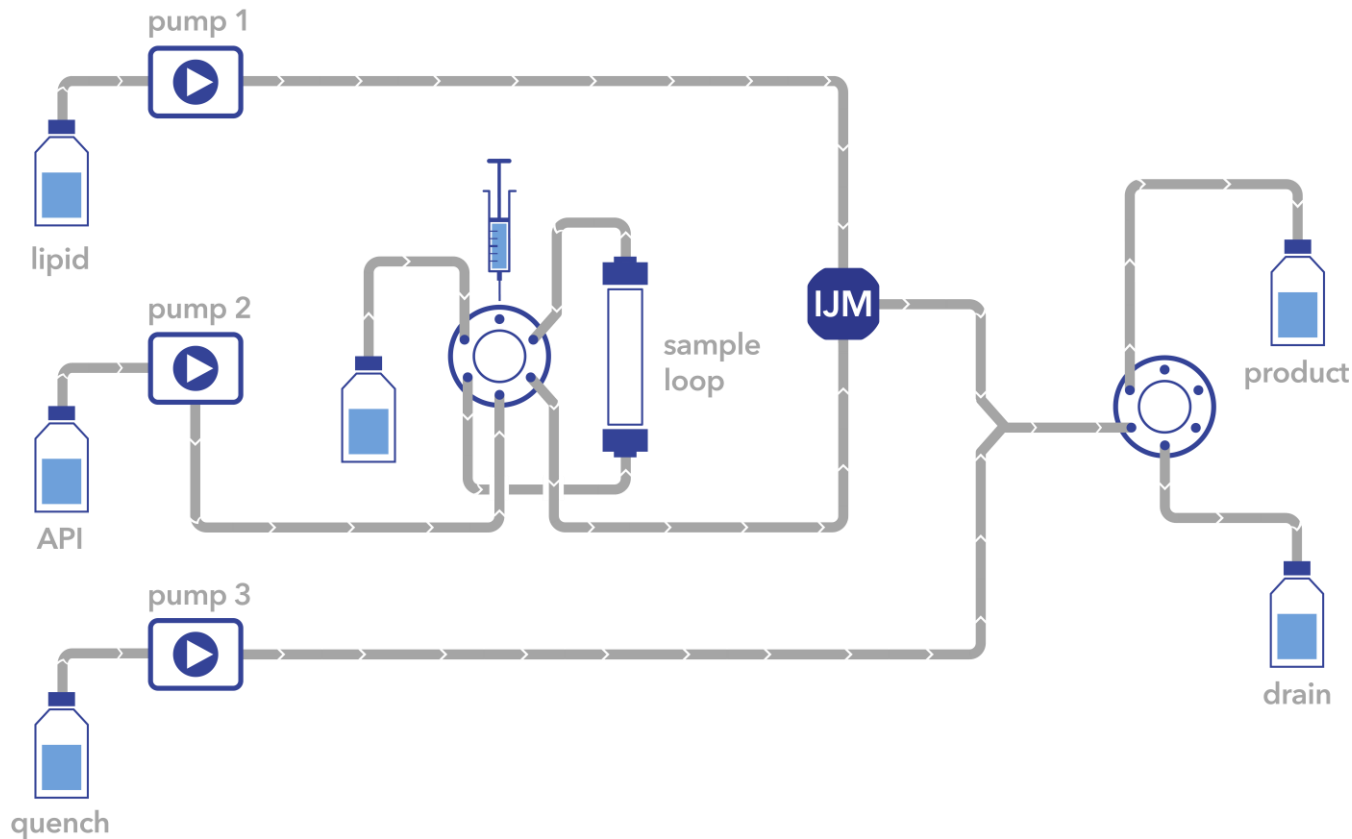 pump 1
lipid
pump 2
API
sample
loop
IJM
product
pump 3
drain
quench